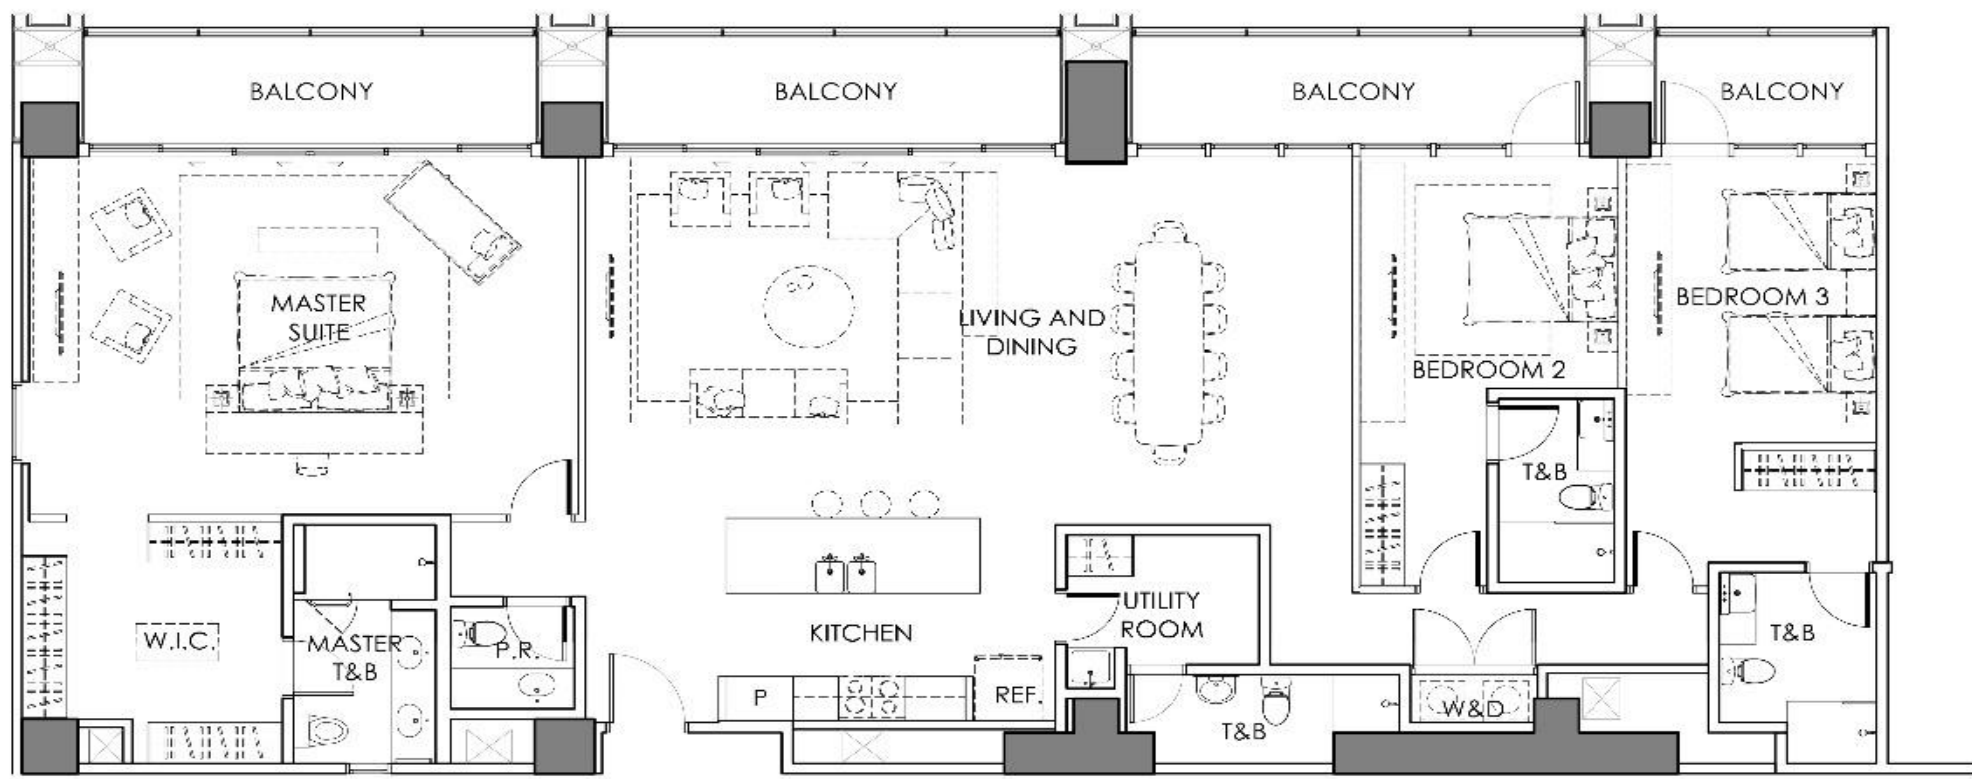 BALCONY
BALCONY
BALCONY
BALCONY
MASTER
SUITE
LIVING AND
DINING
BEDROOM 2
BEDROOM 3
T&B
UTILITY
ROOM
KITCHEN
W.I.C.
MASTER
T&B
P.R.
T&B
P
REF.
T&B
W&D